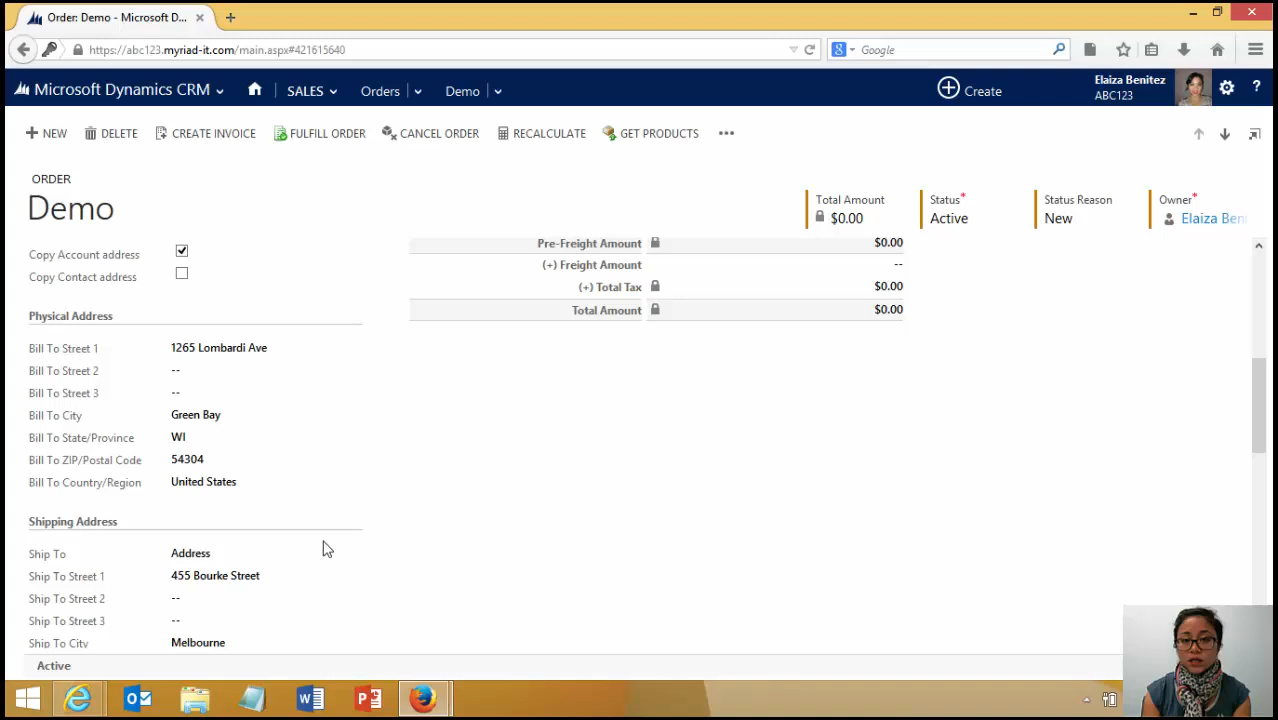 Order: Demo - Microsoft D...
https://abc123.myriad-it.com/main.aspx#421615640
Google
Microsoft Dynamics CRM
SALES
Orders
Demo
Create
Elaiza Benitez
ABC123
?
NEW
DELETE
CREATE INVOICE
FULFILL ORDER
CANCEL ORDER
RECALCULATE
GET PRODUCTS
ORDER
Demo
Total Amount
$0.00
Status*
Active
Status Reason
New
Owner*
Elaiza Ben
Copy Account address
Copy Contact address
Physical Address
Bill To Street 1 1265 Lombardi Ave
Bill To Street 2 --
Bill To Street 3 --
Bill To City Green Bay
Bill To State/Province WI
Bill To ZIP/Postal Code 54304
Bill To Country/Region United States
Shipping Address
Ship To Address
Ship To Street 1 455 Bourke Street
Ship To Street 2 --
Ship To Street 3 --
Ship To City Melbourne
Pre-Freight Amount $0.00
(+) Freight Amount --
(+) Total Tax $0.00
Total Amount $0.00
Active